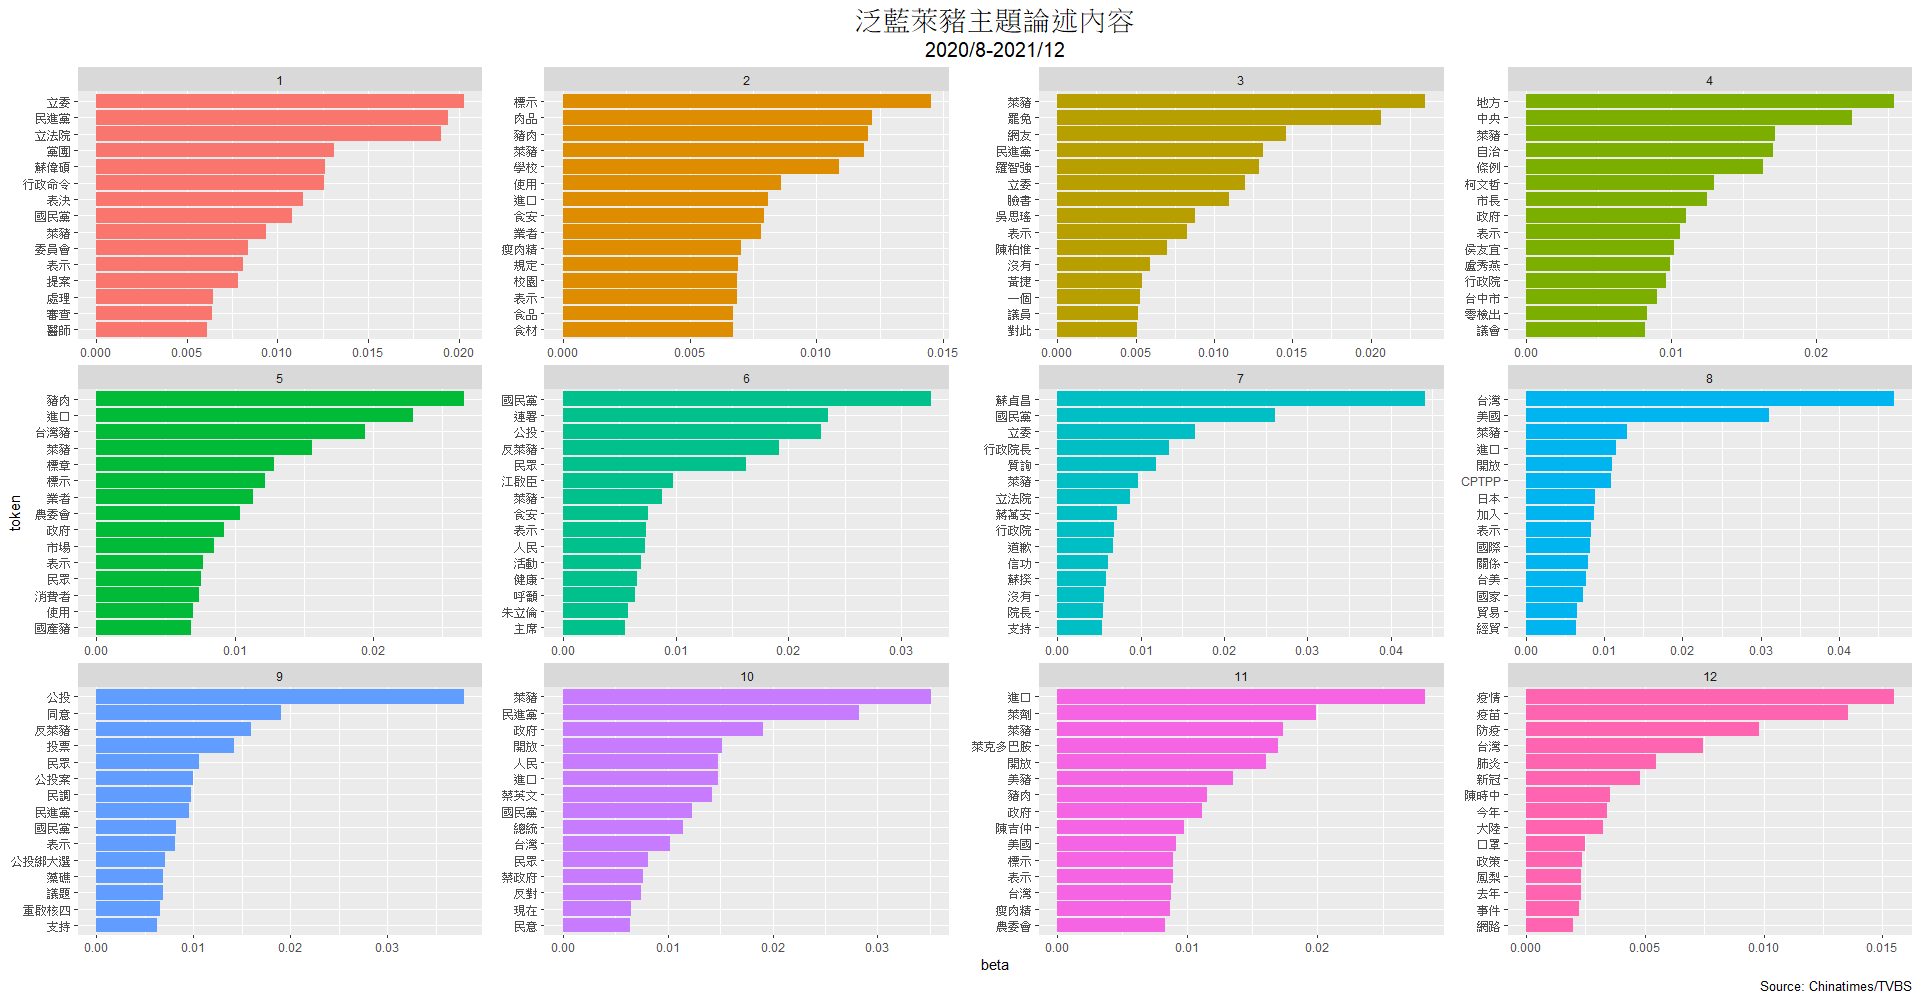 泛藍萊豬主題論述內容
2020/8-2021/12
1
立委
民進黨
立法院
黨團
蘇偉碩
行政命令
表決
國民黨
萊豬
委員會
表示
提案
處理
審查
醫師
0.000 0.005 0.010 0.015 0.020
2
標示
肉品
豬肉
萊豬
學校
使用
進口
食安
業者
瘦肉精
規定
校園
表示
食品
食材
0.000 0.005 0.010 0.015
3
萊豬
罷免
網友
民進黨
羅智強
立委
臉書
吳思瑤
表示
陳柏惟
沒有
黃捷
一個
議員
對此
0.000 0.005 0.010 0.015 0.020
4
地方
中央
萊豬
自治
條例
柯文哲
市長
政府
表示
侯友宜
盧秀燕
行政院
台中市
零檢出
議會
0.00 0.01 0.02
5
豬肉
進口
台灣豬
萊豬
標章
標示
業者
農委會
政府
市場
表示
民眾
消費者
使用
國產豬
0.00 0.01 0.02
6
國民黨
連署
公投
反萊豬
民眾
江啟臣
萊豬
食安
表示
人民
活動
健康
呼籲
朱立倫
主席
0.00 0.01 0.02 0.03
7
蘇貞昌
國民黨
立委
行政院長
質詢
萊豬
立法院
蔣萬安
行政院
道歉
信功
蘇揆
沒有
院長
支持
0.00 0.01 0.02 0.03 0.04
8
台灣
美國
萊豬
進口
開放
CPTPP
日本
加入
表示
國際
關係
台美
國家
貿易
經貿
0.00 0.01 0.02 0.03 0.04
9
公投
同意
反萊豬
投票
民眾
公投案
民調
民進黨
國民黨
表示
公投綁大選
藻礁
議題
重啟核四
支持
0.00 0.01 0.02 0.03
10
萊豬
民進黨
政府
開放
人民
進口
蔡英文
國民黨
總統
台灣
民眾
蔡政府
反對
現在
民意
0.00 0.01 0.02 0.03
11
進口
萊劑
萊豬
萊克多巴胺
開放
美豬
豬肉
政府
陳吉仲
美國
標示
表示
台灣
瘦肉精
農委會
0.00 0.01 0.02
12
疫情
疫苗
防疫
台灣
肺炎
新冠
陳時中
今年
大陸
口罩
政策
鳳梨
去年
事件
網路
0.000 0.005 0.010 0.015
token
beta
Source: Chinatimes/TVBS